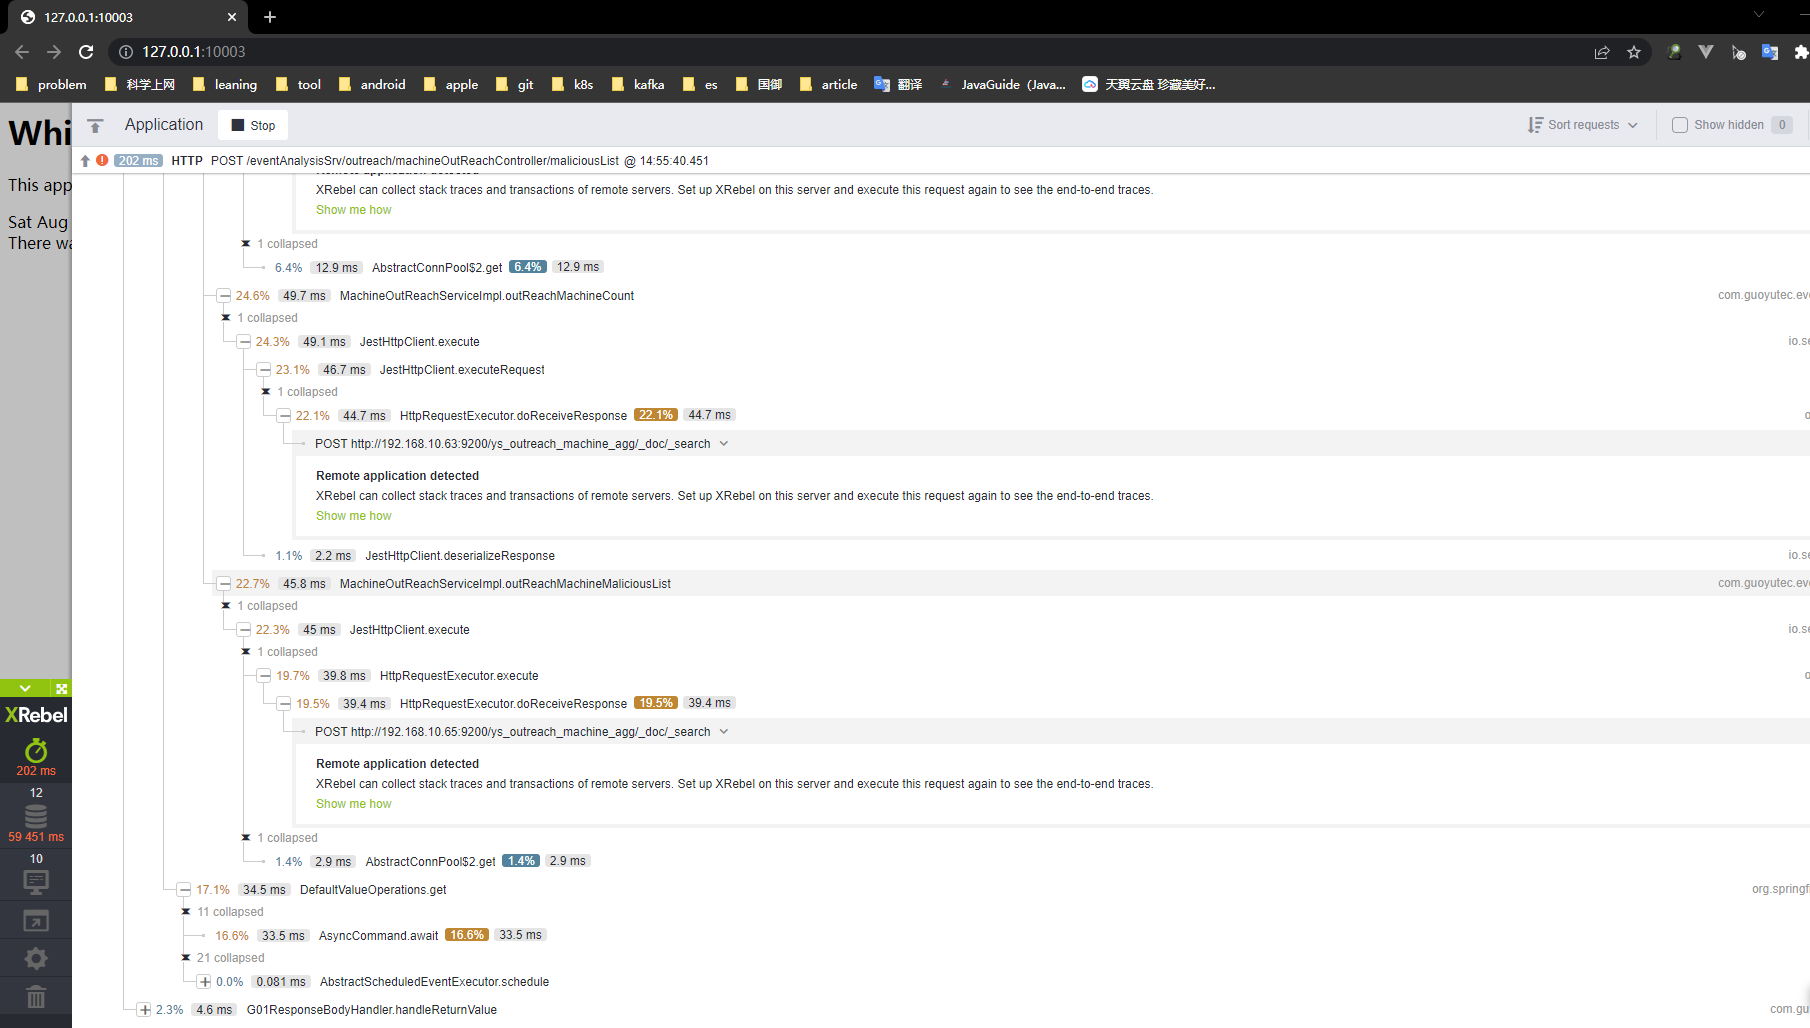 127.0.0.1:10003
127.0.0.1:10003
problem 科学上网 leaning tool android apple git k8s kafka es 国御 article 翻译 JavaGuide (Java... 天翼云盘 珍藏美好...
Whi
Application Stop Sort requests Show hidden 0
202 ms HTTP POST /eventAnalysisSrv/outreach/machineOutReachController/maliciousList @ 14:55:40.451
Remote application detected
This app
XRebel can collect stack traces and transactions of remote servers. Set up XRebel on this server and execute this request again to see the end-to-end traces.
Show me how
Sat Aug
There wa
1 collapsed
6.4% 12.9 ms AbstractConnPool$2.get 6.4% 12.9 ms
24.6% 49.7 ms MachineOutReachServiceImpl.outReachMachineCount com.guoyutec.eve
1 collapsed
24.3% 49.1 ms JestHttpClient.execute io.se
23.1% 46.7 ms JestHttpClient.executeRequest
1 collapsed
22.1% 44.7 ms HttpRequestExecutor.doReceiveResponse 22.1% 44.7 ms o
POST http://192.168.10.63:9200/ys_outreach_machine_agg/_doc/_search
Remote application detected
XRebel can collect stack traces and transactions of remote servers. Set up XRebel on this server and execute this request again to see the end-to-end traces.
Show me how
1.1% 2.2 ms JestHttpClient.deserializeResponse io.se
22.7% 45.8 ms MachineOutReachServiceImpl.outReachMachineMaliciousList com.guoyutec.eve
1 collapsed
22.3% 45 ms JestHttpClient.execute io.se
1 collapsed
19.7% 39.8 ms HttpRequestExecutor.execute o
19.5% 39.4 ms HttpRequestExecutor.doReceiveResponse 19.5% 39.4 ms
POST http://192.168.10.65:9200/ys_outreach_machine_agg/_doc/_search
Remote application detected
XRebel can collect stack traces and transactions of remote servers. Set up XRebel on this server and execute this request again to see the end-to-end traces.
Show me how
1 collapsed
1.4% 2.9 ms AbstractConnPool$2.get 1.4% 2.9 ms
17.1% 34.5 ms DefaultValueOperations.get org.springf
11 collapsed
16.6% 33.5 ms AsyncCommand.await 16.6% 33.5 ms
21 collapsed
0.0% 0.081 ms AbstractScheduledEventExecutor.schedule
2.3% 4.6 ms G01ResponseBodyHandler.handleReturnValue com.gu
XRebel
202 ms
12
59 451 ms
10